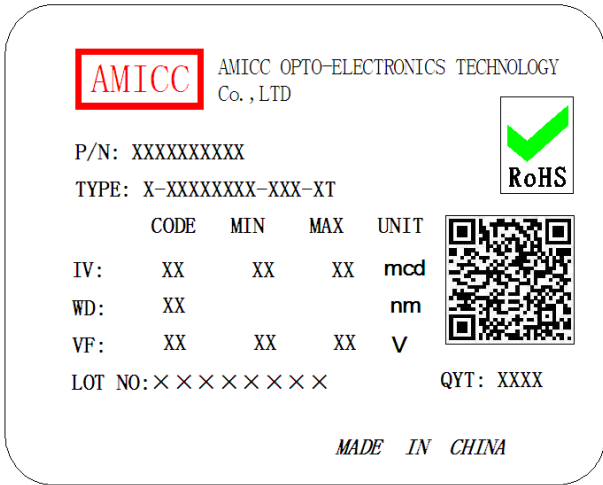 AMICC
AMICC OPTO-ELECTRONICS TECHNOLOGY
Co.,LTD
RoHS
P/N: XXXXXXXXXX
TYPE: X-XXXXXXXX-XXX-XT
CODE MIN MAX UNIT
IV: XX XX XX mcd
WD: XX nm
VF: XX XX XX V
LOT NO:×××××××× QYT: XXXX
MADE IN CHINA